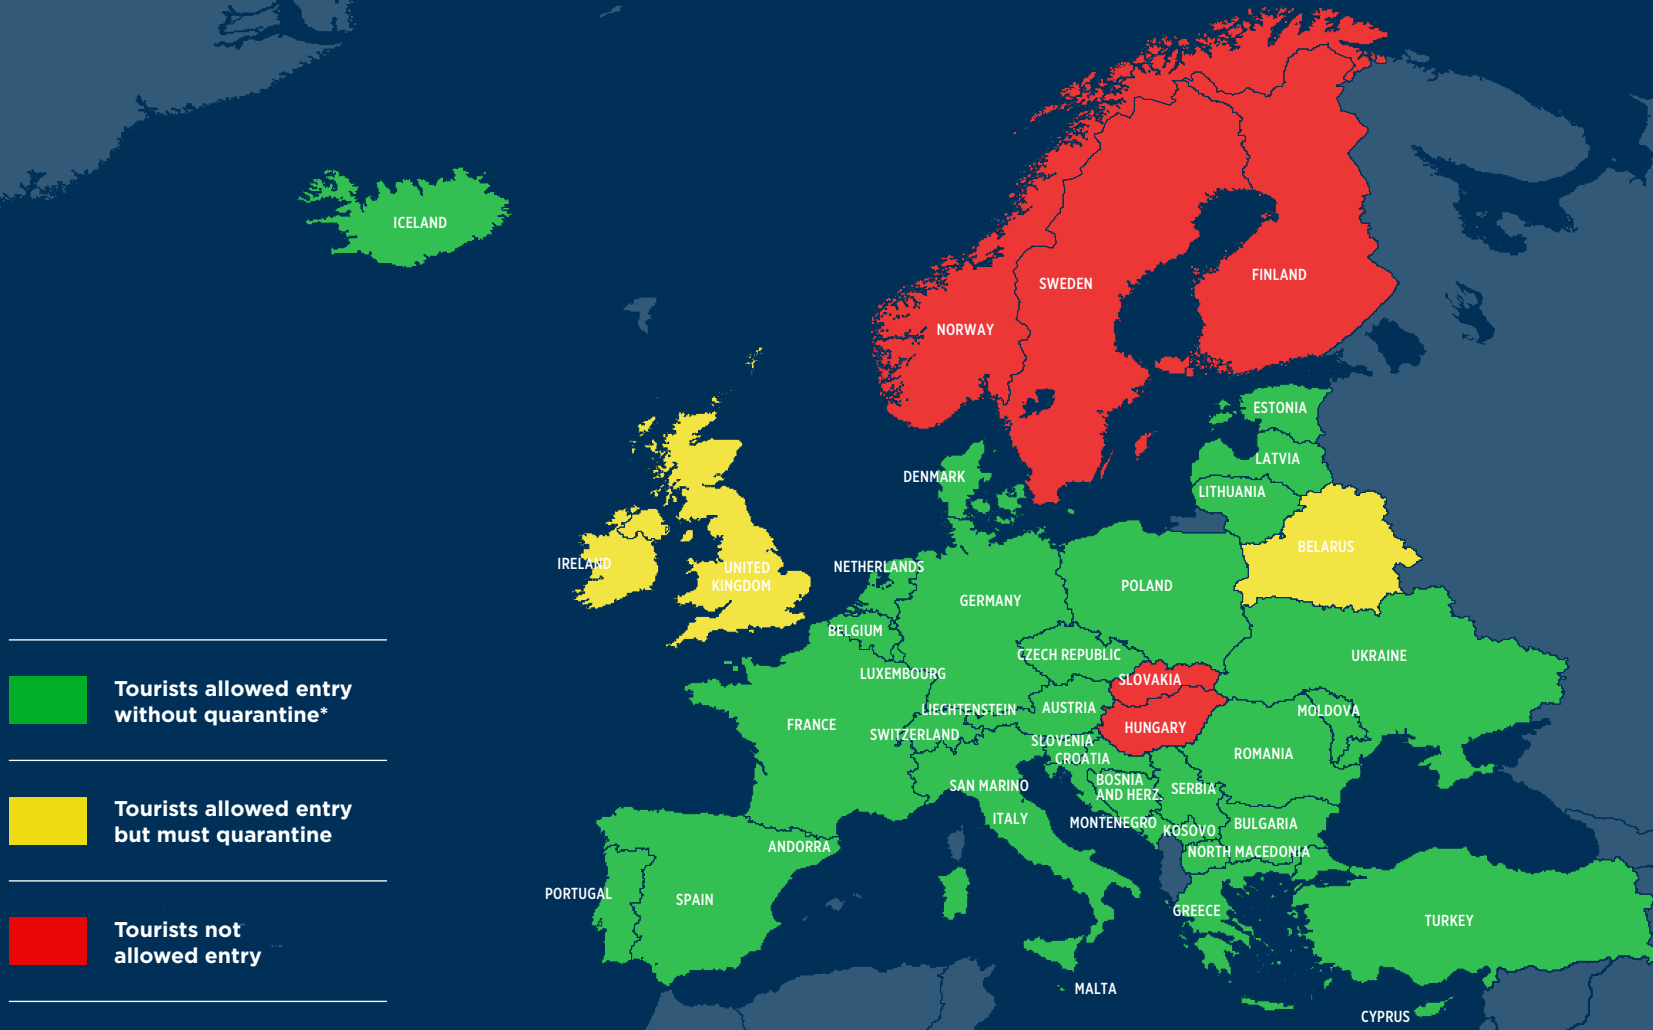 ICELAND
NORWAY
SWEDEN
FINLAND
ESTONIA
LATVIA
LITHUANIA
DENMARK
BELARUS
IRELAND
UNITED
KINGDOM
NETHERLANDS
GERMANY
POLAND
BELGIUM
CZECH REPUBLIC
UKRAINE
LUXEMBOURG
SLOVAKIA
LIECHTENSTEIN
AUSTRIA
MOLDOVA
FRANCE
SWITZERLAND
HUNGARY
SLOVENIA
CROATIA
ROMANIA
SAN MARINO
BOSNIA
AND HERZ.
SERBIA
ITALY
MONTENEGRO
KOSOVO
BULGARIA
ANDORRA
NORTH MACEDONIA
PORTUGAL
SPAIN
GREECE
TURKEY
MALTA
CYPRUS
Tourists allowed entry
without quarantine*
Tourists allowed entry
but must quarantine
Tourists not
allowed entry